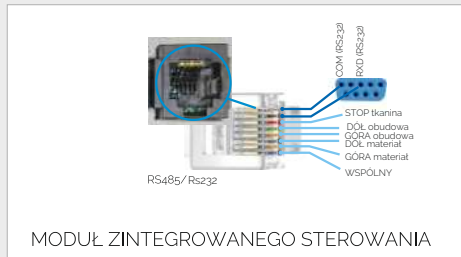 COM (RS232)
RXD (RS232)
STOP tkanina
DÓŁ obudowa
GÓRA obudowa
DÓŁ materiał
GÓRA materiał
WSPÓLNY
RS485/Rs232
MODUŁ ZINTEGROWANEGO STEROWANIA